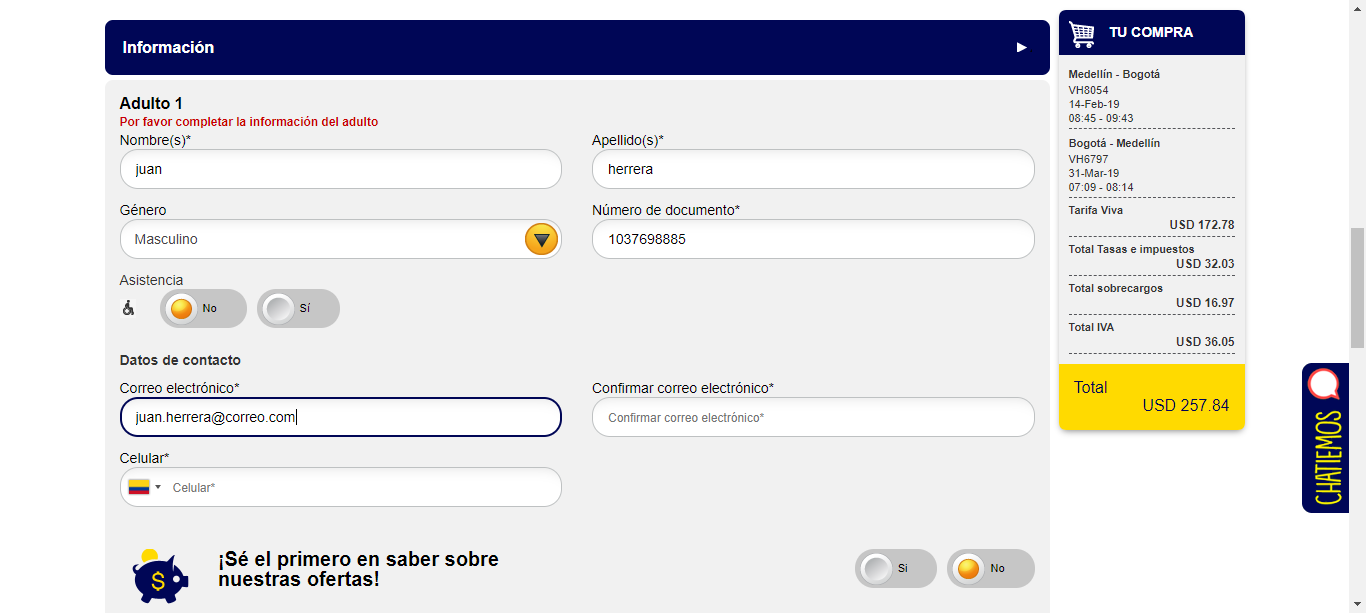 Información
Adulto 1
Por favor completar la información del adulto
Nombre(s)*
Apellido(s)*
juan
herrera
Género
Número de documento*
Masculino
1037698885
Asistencia
No
Sí
Datos de contacto
Correo electrónico*
Confirmar correo electrónico*
juan.herrera@correo.com
Confirmar correo electrónico*
Celular*
Celular*
$
¡Sé el primero en saber sobre
nuestras ofertas!
Si
No
TU COMPRA
Medellín - Bogotá
VH8054
14-Feb-19
08:45 - 09:43
Bogotá - Medellín
VH6797
31-Mar-19
07:09 - 08:14
Tarifa Viva
USD 172.78
Total Tasas e impuestos
USD 32.03
Total sobrecargos
USD 16.97
Total IVA
USD 36.05
Total
USD 257.84
CHATIEMOS